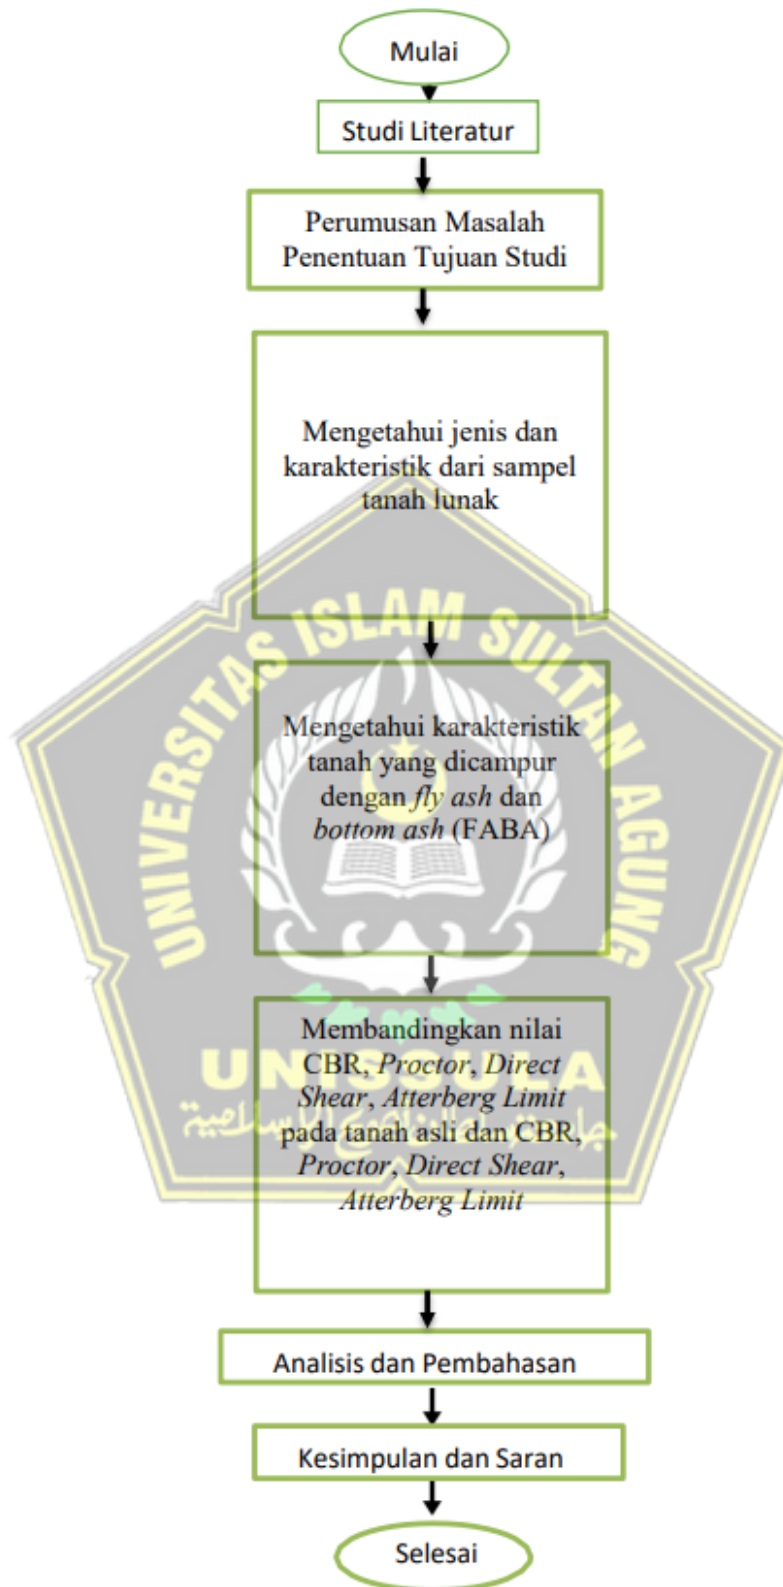 Mulai
Studi Literatur
Perumusan Masalah
Penentuan Tujuan Studi
Mengetahui jenis dan
karakteristik dari sampel
tanah lunak
UNIVERSITAS ISLAM SULTAN AGUNG
Mengetahui karakteristik
tanah yang dicampur
dengan fly ash dan
bottom ash (FABA)
Membandingkan nilai
CBR, Proctor, Direct
Shear, Atterberg Limit
pada tanah asli dan CBR,
Proctor, Direct Shear,
Atterberg Limit
UNISSULA
Analisis dan Pembahasan
Kesimpulan dan Saran
Selesai